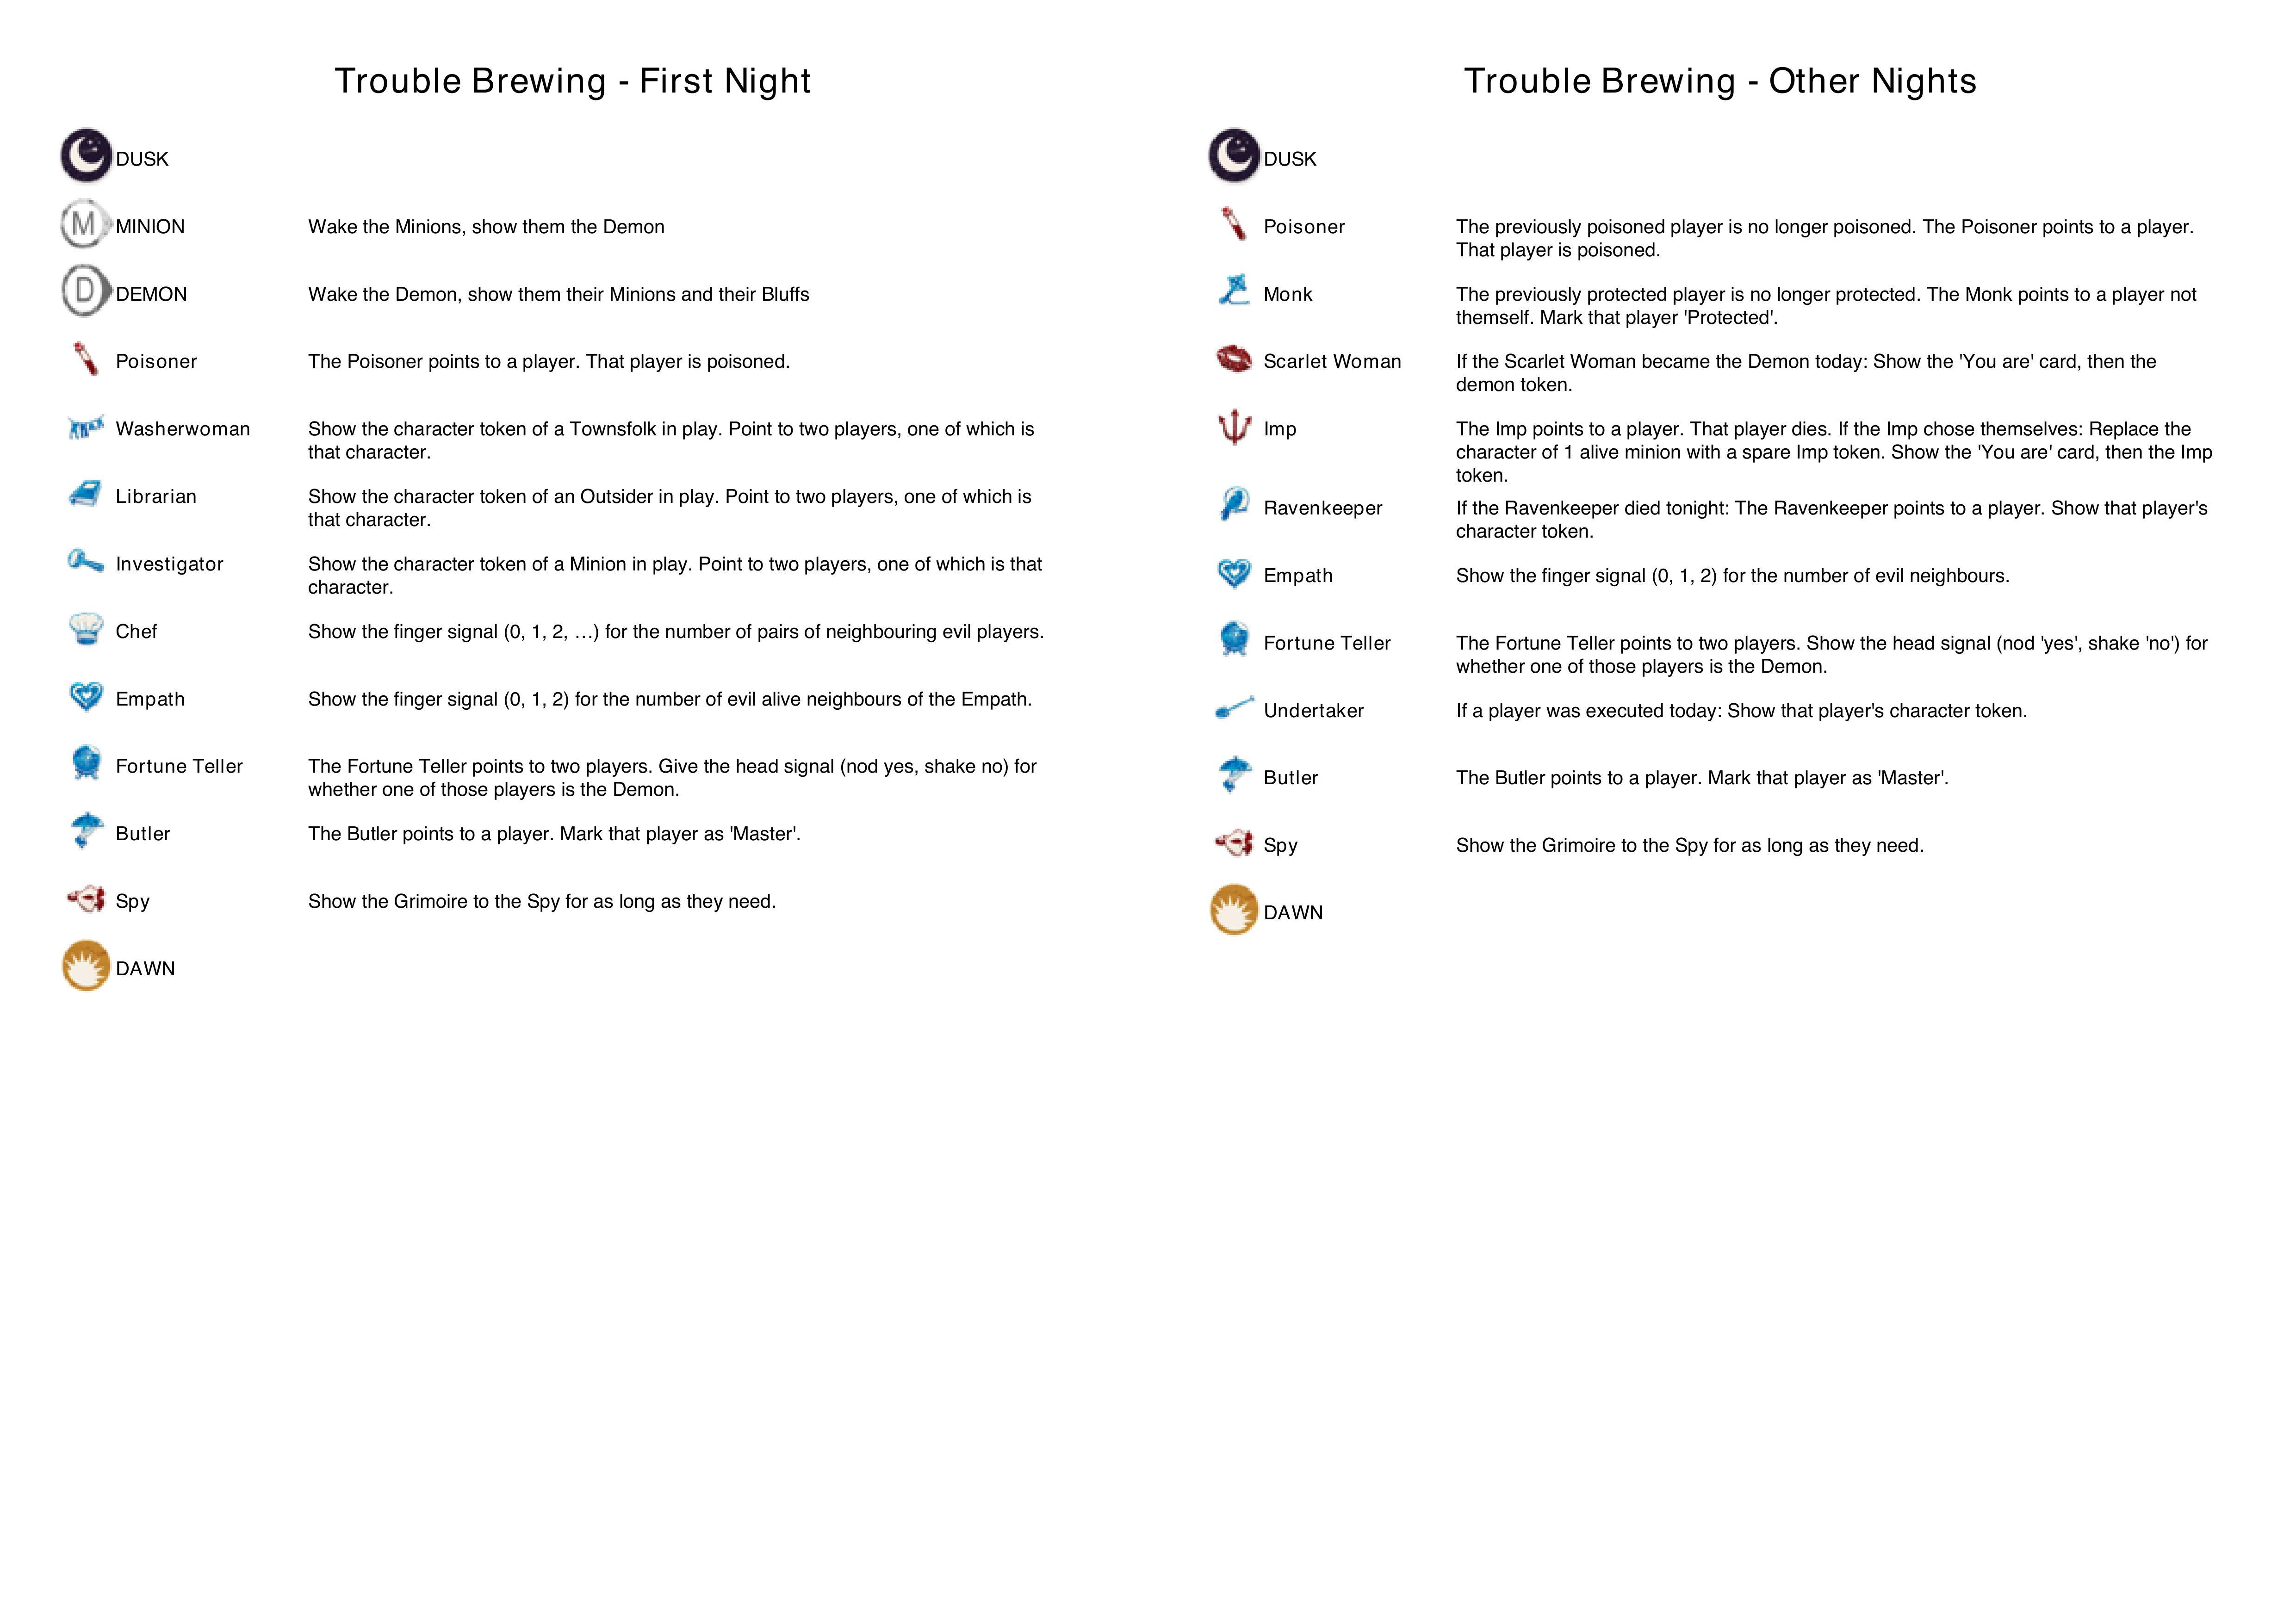 Trouble Brewing - First Night
DUSK
M MINION Wake the Minions, show them the Demon
D DEMON Wake the Demon, show them their Minions and their Bluffs
Poisoner The Poisoner points to a player. That player is poisoned.
Washerwoman Show the character token of a Townsfolk in play. Point to two players, one of which is
that character.
Librarian Show the character token of an Outsider in play. Point to two players, one of which is
that character.
Investigator Show the character token of a Minion in play. Point to two players, one of which is that
character.
Chef Show the finger signal (0, 1, 2, …) for the number of pairs of neighbouring evil players.
Empath Show the finger signal (0, 1, 2) for the number of evil alive neighbours of the Empath.
Fortune Teller The Fortune Teller points to two players. Give the head signal (nod yes, shake no) for
whether one of those players is the Demon.
Butler The Butler points to a player. Mark that player as 'Master'.
Spy Show the Grimoire to the Spy for as long as they need.
DAWN
Trouble Brewing - Other Nights
DUSK
Poisoner The previously poisoned player is no longer poisoned. The Poisoner points to a player.
That player is poisoned.
Monk The previously protected player is no longer protected. The Monk points to a player not
themself. Mark that player 'Protected'.
Scarlet Woman If the Scarlet Woman became the Demon today: Show the 'You are' card, then the
demon token.
Imp The Imp points to a player. That player dies. If the Imp chose themselves: Replace the
character of 1 alive minion with a spare Imp token. Show the 'You are' card, then the Imp
token.
Ravenkeeper If the Ravenkeeper died tonight: The Ravenkeeper points to a player. Show that player's
character token.
Empath Show the finger signal (0, 1, 2) for the number of evil neighbours.
Fortune Teller The Fortune Teller points to two players. Show the head signal (nod 'yes', shake 'no') for
whether one of those players is the Demon.
Undertaker If a player was executed today: Show that player's character token.
Butler The Butler points to a player. Mark that player as 'Master'.
Spy Show the Grimoire to the Spy for as long as they need.
DAWN